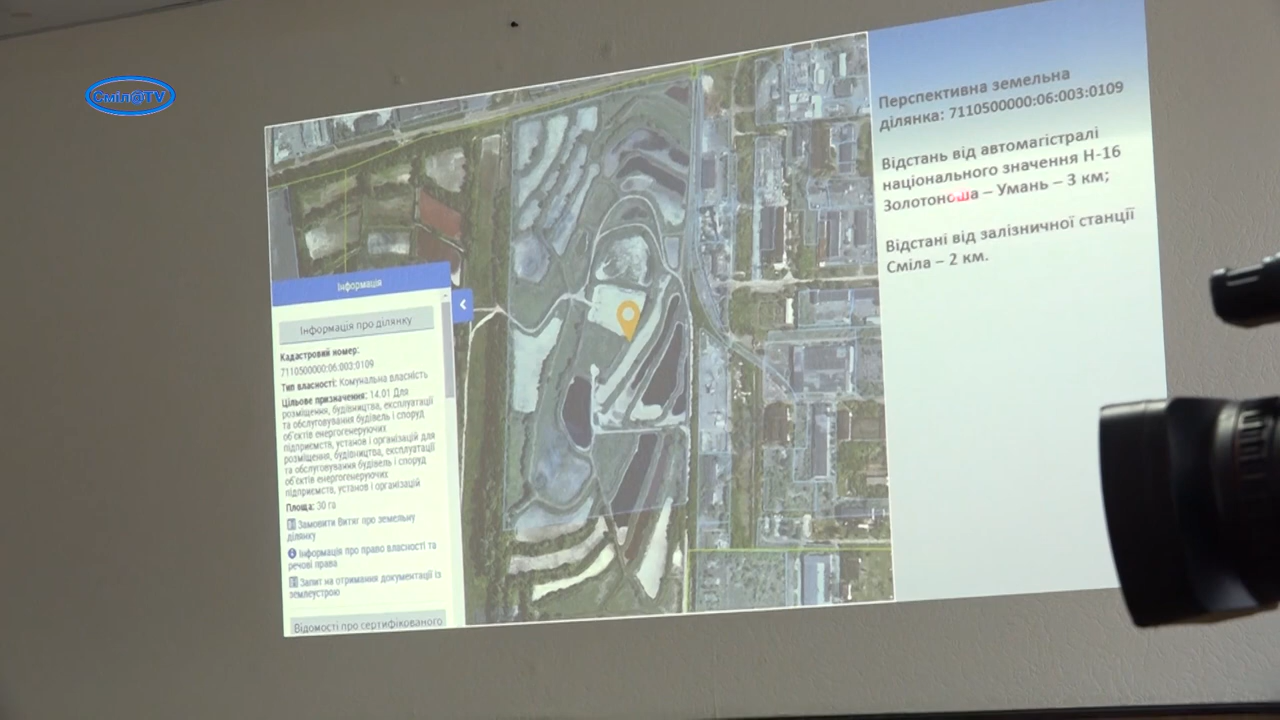 Сміл@TV
Перспективна земельна
ділянка: 7110500000:06:003:0109
Відстань від автомагістралі
національного значення Н-16
Золотоноша – Умань – 3 км;
Відстані від залізничної станції
Сміла – 2 км.
Інформація
Інформація про ділянку
Кадастровий номер:
7110500000:06:003:0109
Тип власності: Комунальна власність
Цільове призначення: 14.01 Для
розміщення, будівництва, експлуатації
та обслуговування будівель і споруд
об'єктів енергогенеруючих
підприємств, установ і організацій для
розміщення, будівництва, експлуатації
та обслуговування будівель і споруд
об'єктів енергогенеруючих
підприємств, установ і організацій
Площа: 30 га
Замовити Витяг про земельну
ділянку
Інформація про право власності та
речові права
Запит на отримання документації із
землеустрою
Відомості про сертифікованого